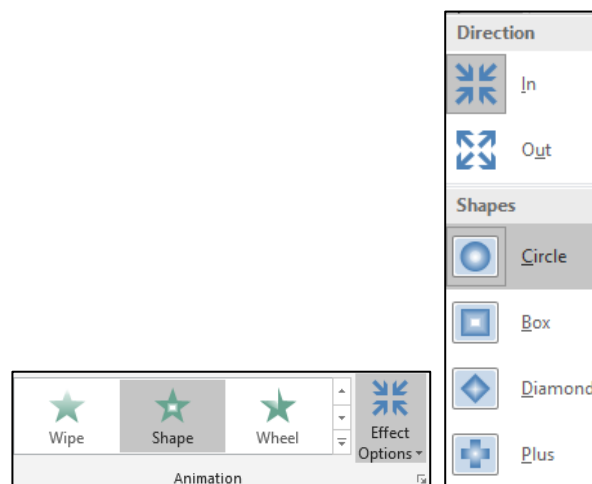 Direction
In
Out
Shapes
Circle
Box
Diamond
Plus
Wipe
Shape
Wheel
Effect
Options
Animation